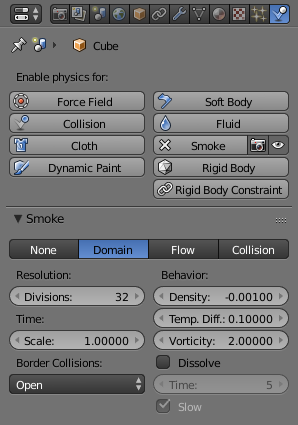 Cube
Enable physics for:
Force Field Soft Body
Collision Fluid
Cloth Smoke
Dynamic Paint Rigid Body
Rigid Body Constraint
Smoke
None Domain Flow Collision
Resolution: Behavior:
Divisions: 32 Density: -0.00100
Time: Temp. Diff.: 0.10000
Scale: 1.00000 Vorticity: 2.00000
Border Collisions: Dissolve
Open Time: 5
Slow